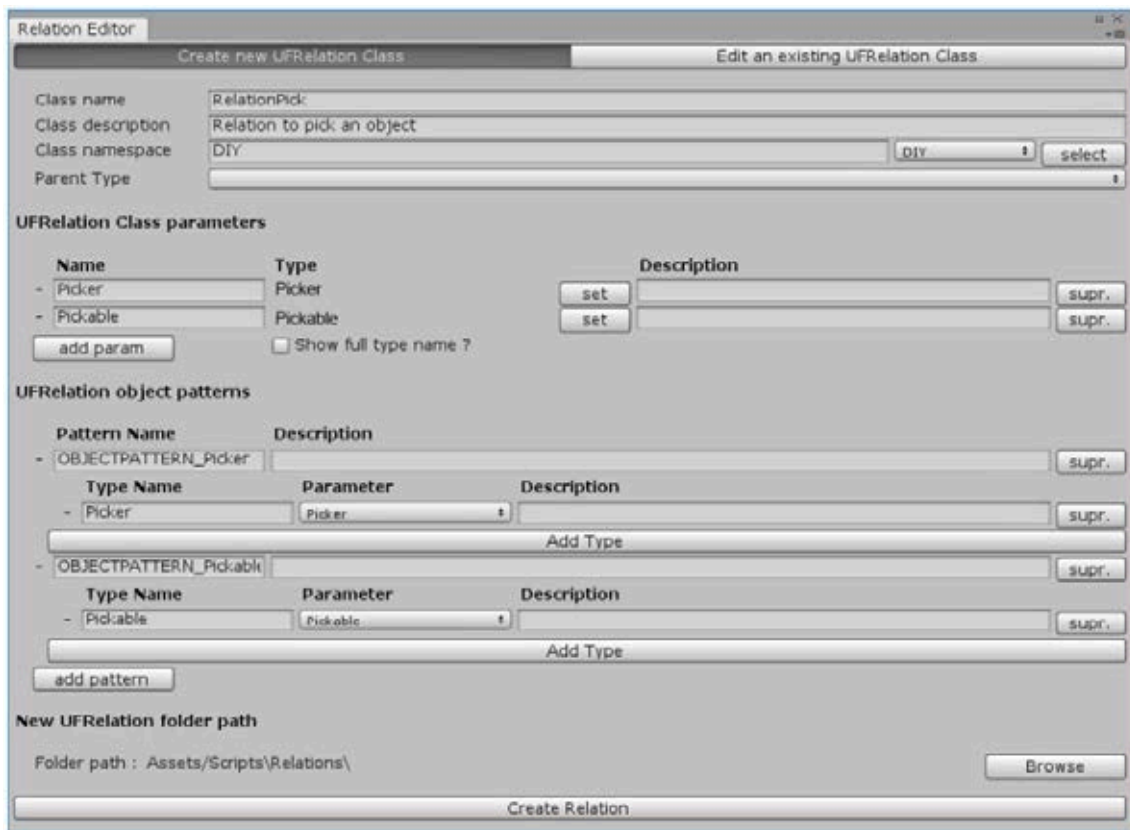 Relation Editor
Create new UFRelation Class Edit an existing UFRelation Class
Class name RelationPick
Class description Relation to pick an object
Class namespace DIY DIY select
Parent Type
UFRelation Class parameters
Name Type Description
- Picker Picker set supr.
- Pickable Pickable set supr.
add param Show full type name ?
UFRelation object patterns
Pattern Name Description
- OBJECTPATTERN_Picker supr.
Type Name Parameter Description
- Picker Picker supr.
Add Type
- OBJECTPATTERN_Pickable supr.
Type Name Parameter Description
- Pickable Pickable supr.
Add Type
add pattern
New UFRelation folder path
Folder path : Assets/Scripts\Relations\ Browse
Create Relation